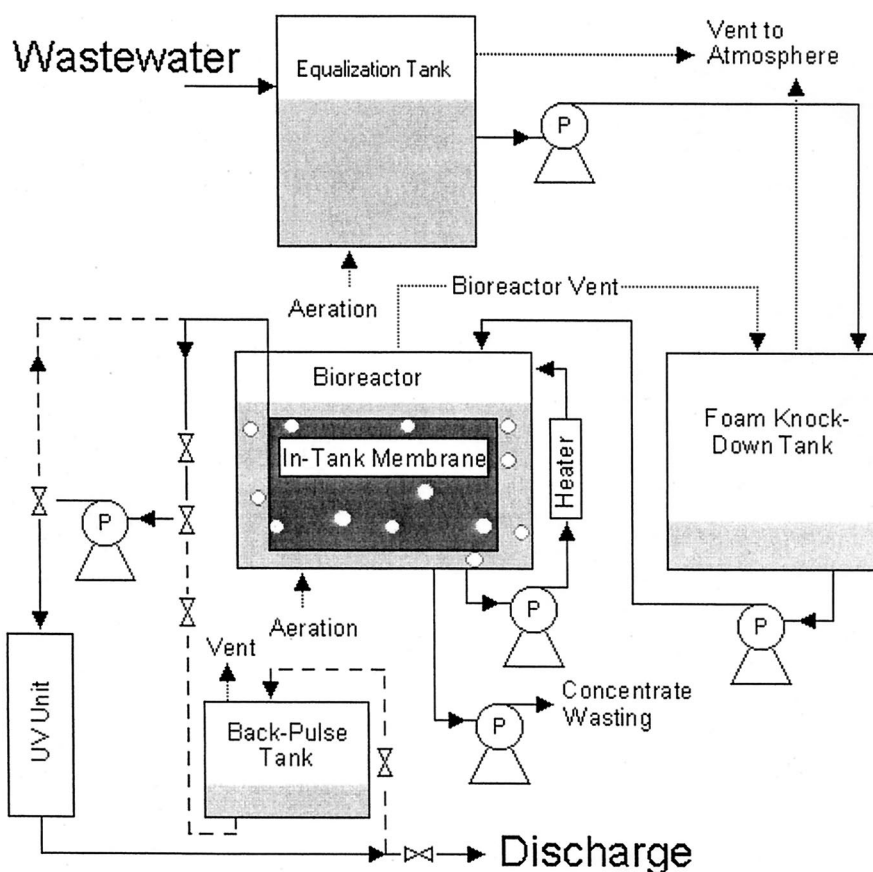 Wastewater
Equalization Tank
Vent to
Atmosphere
P
Aeration
Bioreactor Vent
Bioreactor
In-Tank Membrane
Heater
Foam Knock-
Down Tank
P
P
P
Aeration
Vent
UV Unit
Back-Pulse
Tank
P
Concentrate
Wasting
Discharge